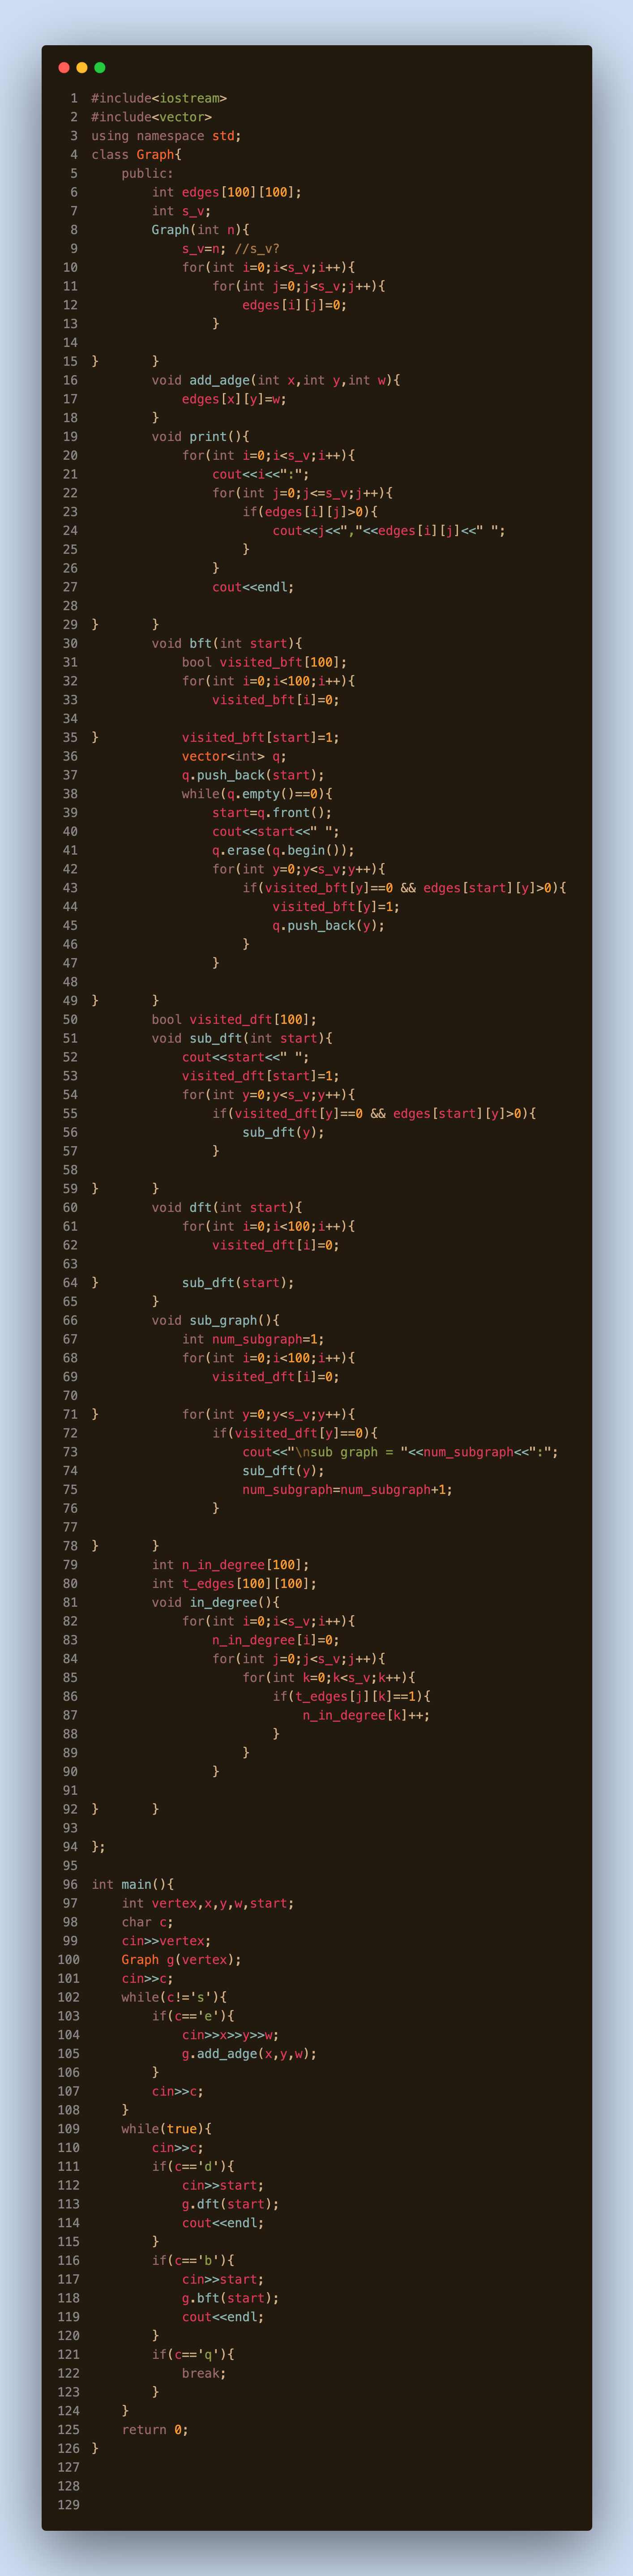 1 #include<iostream>
2 #include<vector>
3 using namespace std;
4 class Graph{
5     public:
6         int edges[100][100];
7         int s_v;
8         Graph(int n){
9             s_v=n; //s_v?
10             for(int i=0;i<s_v;i++){
11                 for(int j=0;j<s_v;j++){
12                     edges[i][j]=0;
13                 }
14
15 }       }
16         void add_adge(int x,int y,int w){
17             edges[x][y]=w;
18         }
19         void print(){
20             for(int i=0;i<s_v;i++){
21                 cout<<i<<":";
22                 for(int j=0;j<=s_v;j++){
23                     if(edges[i][j]>0){
24                         cout<<j<<","<<edges[i][j]<<" ";
25                     }
26                 }
27                 cout<<endl;
28
29 }       }
30         void bft(int start){
31             bool visited_bft[100];
32             for(int i=0;i<100;i++){
33                 visited_bft[i]=0;
34
35 }           visited_bft[start]=1;
36             vector<int> q;
37             q.push_back(start);
38             while(q.empty()==0){
39                 start=q.front();
40                 cout<<start<<" ";
41                 q.erase(q.begin());
42                 for(int y=0;y<s_v;y++){
43                     if(visited_bft[y]==0 && edges[start][y]>0){
44                         visited_bft[y]=1;
45                         q.push_back(y);
46                     }
47                 }
48
49 }       }
50         bool visited_dft[100];
51         void sub_dft(int start){
52             cout<<start<<" ";
53             visited_dft[start]=1;
54             for(int y=0;y<s_v;y++){
55                 if(visited_dft[y]==0 && edges[start][y]>0){
56                     sub_dft(y);
57                 }
58
59 }       }
60         void dft(int start){
61             for(int i=0;i<100;i++){
62                 visited_dft[i]=0;
63
64 }           sub_dft(start);
65         }
66         void sub_graph(){
67             int num_subgraph=1;
68             for(int i=0;i<100;i++){
69                 visited_dft[i]=0;
70
71 }           for(int y=0;y<s_v;y++){
72                 if(visited_dft[y]==0){
73                     cout<<"\nsub graph = "<<num_subgraph<<":";
74                     sub_dft(y);
75                     num_subgraph=num_subgraph+1;
76                 }
77
78 }       }
79         int n_in_degree[100];
80         int t_edges[100][100];
81         void in_degree(){
82             for(int i=0;i<s_v;i++){
83                 n_in_degree[i]=0;
84                 for(int j=0;j<s_v;j++){
85                     for(int k=0;k<s_v;k++){
86                         if(t_edges[j][k]==1){
87                             n_in_degree[k]++;
88                         }
89                     }
90                 }
91
92 }       }
93
94 };
95
96 int main(){
97     int vertex,x,y,w,start;
98     char c;
99     cin>>vertex;
100     Graph g(vertex);
101     cin>>c;
102     while(c!='s'){
103         if(c=='e'){
104             cin>>x>>y>>w;
105             g.add_adge(x,y,w);
106         }
107         cin>>c;
108     }
109     while(true){
110         cin>>c;
111         if(c=='d'){
112             cin>>start;
113             g.dft(start);
114             cout<<endl;
115         }
116         if(c=='b'){
117             cin>>start;
118             g.bft(start);
119             cout<<endl;
120         }
121         if(c=='q'){
122             break;
123         }
124     }
125     return 0;
126 }
127
128
129